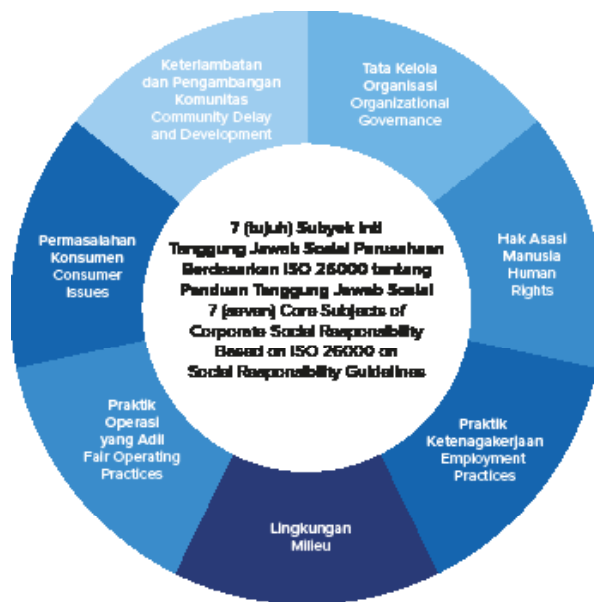 Keterlambatan
dan Pengambangan
Komunitas
Community Delay
and Development
Tata Kelola
Organisasi
Organizational
Governance
Hak Asasi
Manusia
Human
Rights
Praktik
Ketenagakerjaan
Employment
Practices
Lingkungan
Milieu
Praktik
Operasi
yang Adil
Fair Operating
Practices
Permasalahan
Konsumen
Consumer
Issues
7 (tujuh) Subyek Inti
Tanggung Jawab Sosial Perusahaan
Berdasarkan ISO 26000 tentang
Panduan Tanggung Jawab Sosial
7 (seven) Core Subjects of
Corporate Social Responsibility
Based on ISO 26000 on
Social Responsibility Guidelines